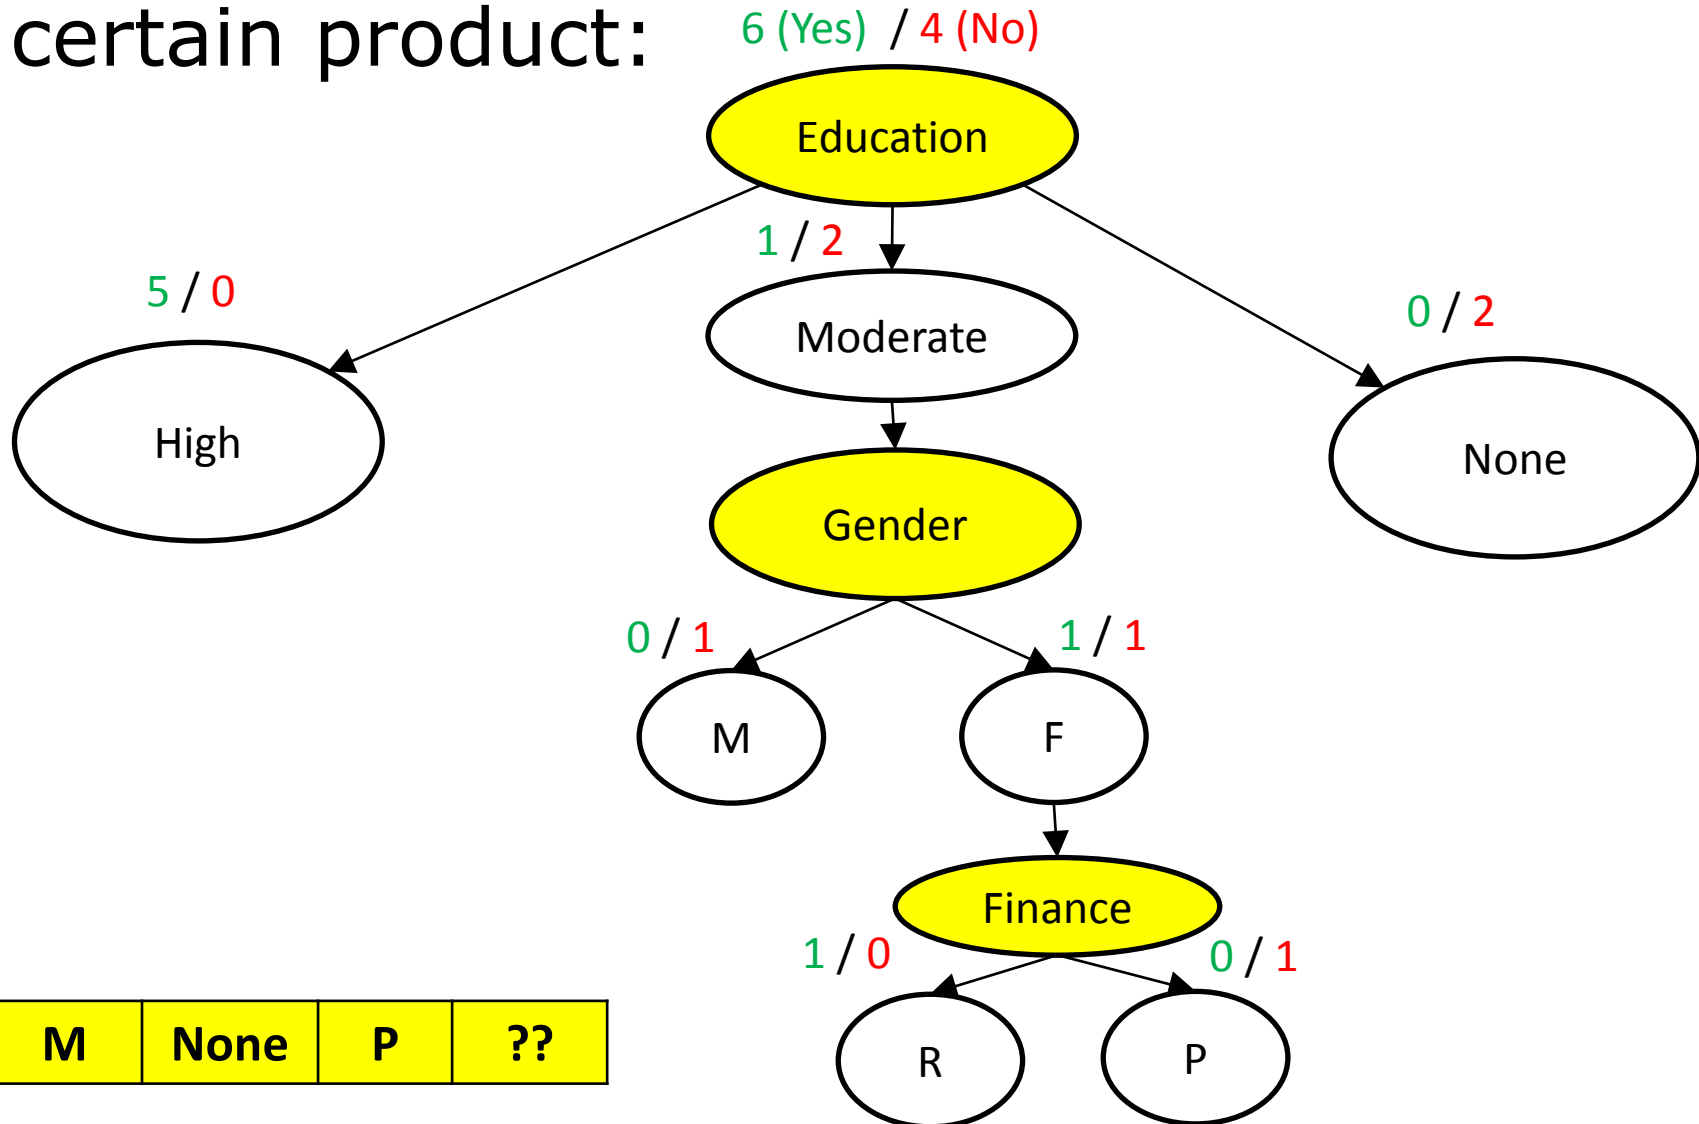 certain product:
6 (Yes) / 4 (No)
Education
1 / 2
5 / 0
0 / 2
Moderate
High
None
Gender
0 / 1
1 / 1
M
F
Finance
1 / 0
0 / 1
M None P ??
R
P